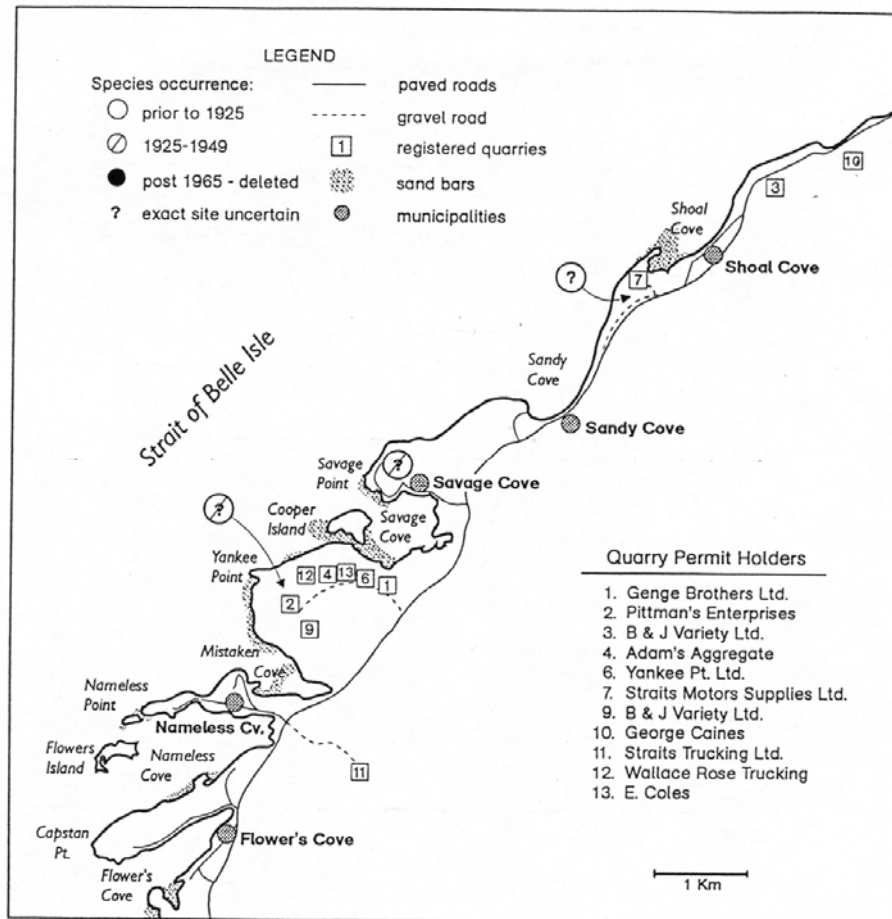 LEGEND
Species occurrence:
prior to 1925
1925-1949
post 1965 - deleted
? exact site uncertain
paved roads
gravel road
1 registered quarries
sand bars
municipalities
10
3
Shoal
Cove
Shoal Cove
7
?
Sandy
Cove
Sandy Cove
Strait of Belle Isle
Savage
Point
?
Savage Cove
Cooper
Island
Savage
Cove
?
Yankee
Point
12
4
13
6
1
2
9
Mistaken
Cove
Nameless
Point
Nameless Cv.
Flowers
Island
Nameless
Cove
11
Capstan
Pt.
Flower's Cove
Flower's
Cove
Quarry Permit Holders
1. Genge Brothers Ltd.
2. Pittman's Enterprises
3. B & J Variety Ltd.
4. Adam's Aggregate
6. Yankee Pt. Ltd.
7. Straits Motors Supplies Ltd.
9. B & J Variety Ltd.
10. George Caines
11. Straits Trucking Ltd.
12. Wallace Rose Trucking
13. E. Coles
1 Km